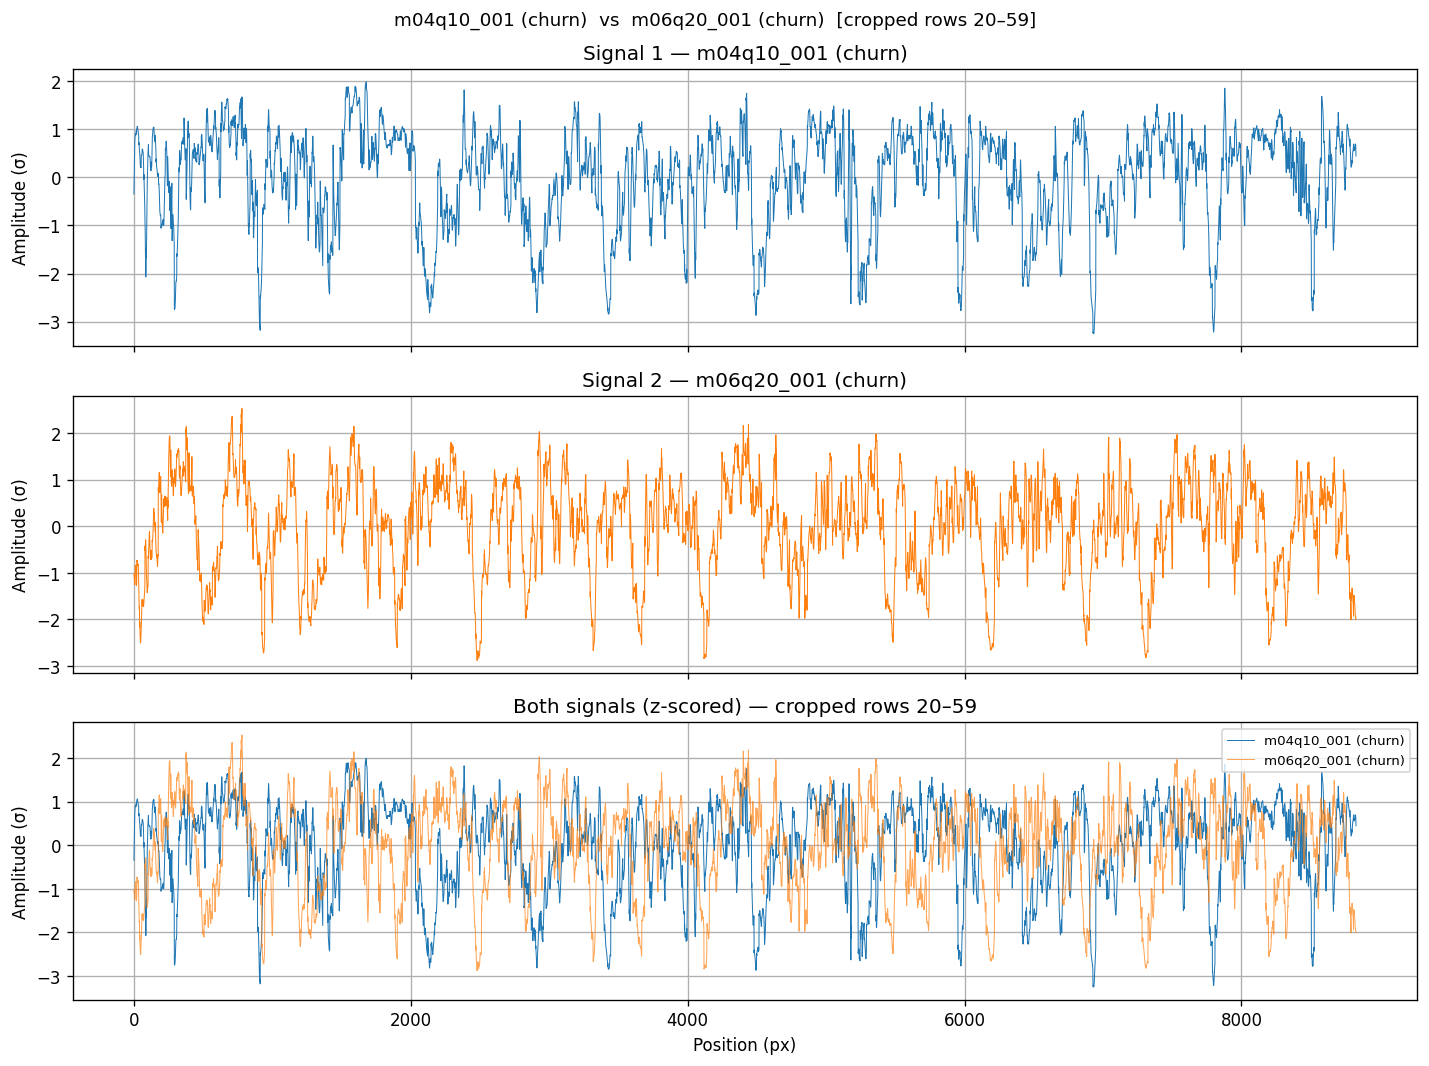 m04q10_001 (churn)  vs  m06q20_001 (churn)  [cropped rows 20–59]
Signal 1 — m04q10_001 (churn)
2
1
0
−1
−2
−3
Amplitude (σ)
Signal 2 — m06q20_001 (churn)
2
1
0
−1
−2
−3
Amplitude (σ)
Both signals (z-scored) — cropped rows 20–59
m04q10_001 (churn)
m06q20_001 (churn)
2
1
0
−1
−2
−3
Amplitude (σ)
0 2000 4000 6000 8000
Position (px)